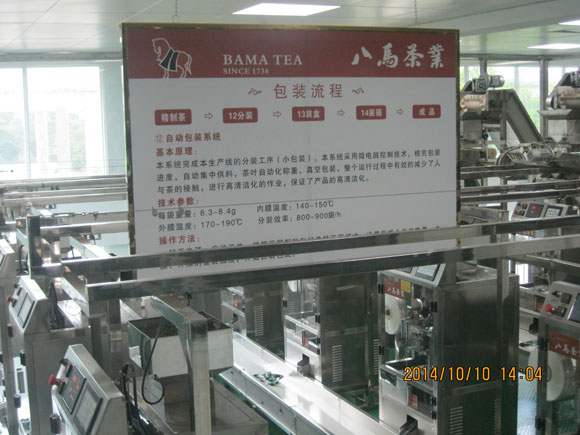 BAMA TEA
SINCE 1736
八馬茶業
包装流程
精制茶 ⇨ 12分装 ⇨ 13装盒 ⇨ 14装箱 ⇨ 成品
⑫自动包装系统
基本原理:
本系统完成本生产线的分装工序(小包装)。本系统采用微电脑控制技术,根据包装
进度,自动集中供料,茶叶自动化称重,真空包装,整个运行过程中有效的减少了人
与茶的接触,进行高清洁化的作业,保证了产品的高清洁化。
技术参数:
每袋重量:8.3-8.4g 内膜温度:140-150℃
外膜温度:170-190℃ 分装效率:800-900袋/h
操作方法:
八馬茶業
2014/10/10 14:04